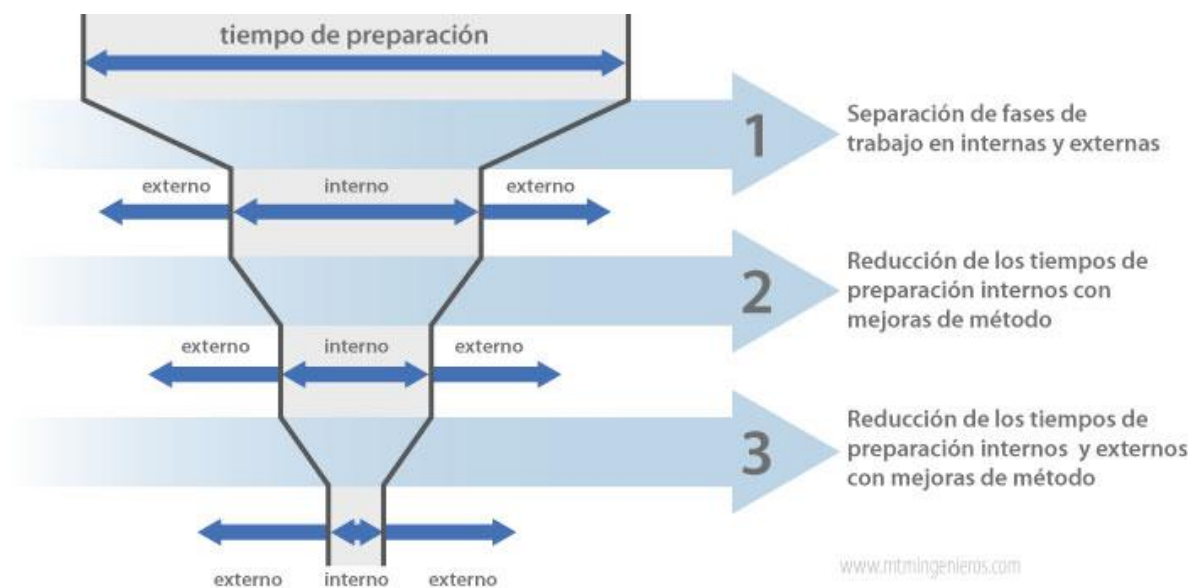 tiempo de preparación
1
Separación de fases de
trabajo en internas y externas
externo interno externo
2
Reducción de los tiempos de
preparación internos con
mejoras de método
externo interno externo
3
Reducción de los tiempos de
preparación internos y externos
con mejoras de método
externo interno externo
www.mtmingenieros.com